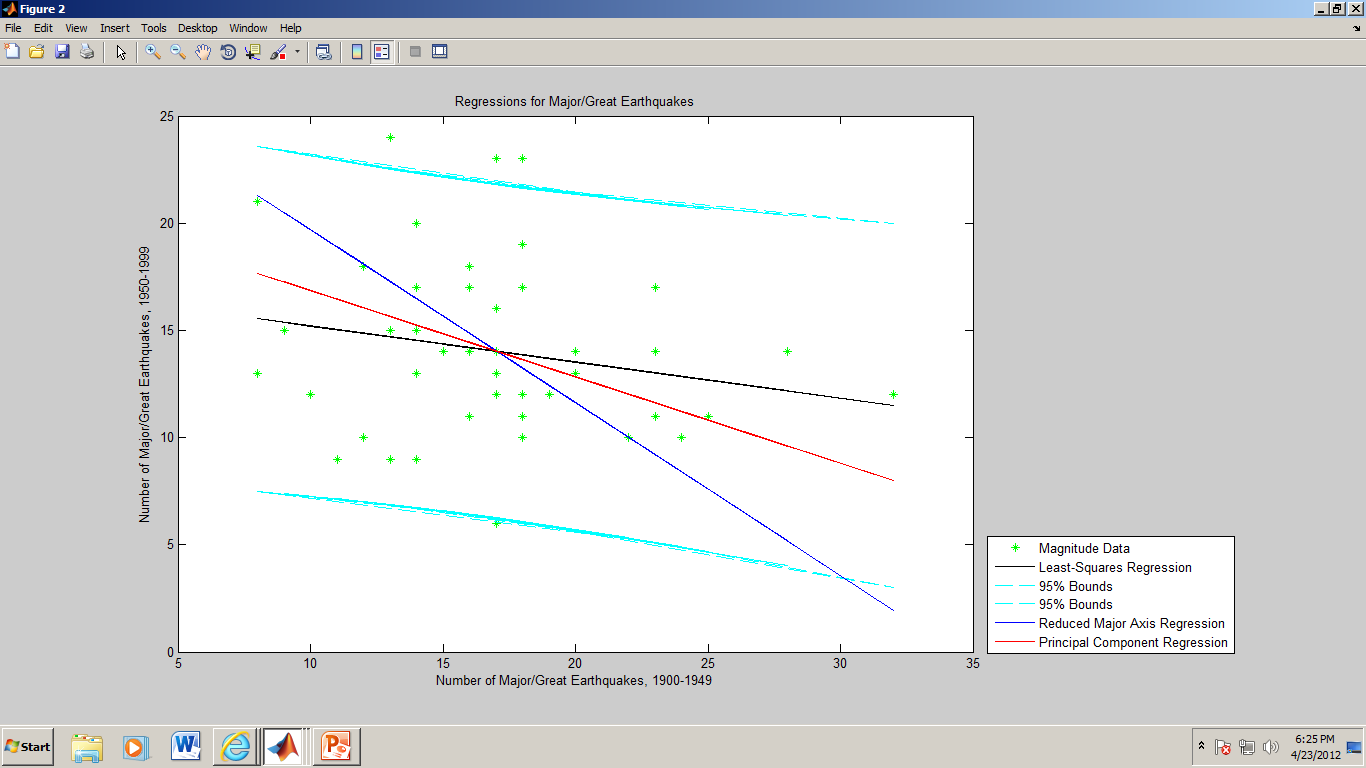 Figure 2
File Edit View Insert Tools Desktop Window Help
Regressions for Major/Great Earthquakes
25
20
15
10
5
0
Number of Major/Great Earthquakes, 1950-1999
5 10 15 20 25 30 35
Number of Major/Great Earthquakes, 1900-1949
Magnitude Data
Least-Squares Regression
95% Bounds
95% Bounds
Reduced Major Axis Regression
Principal Component Regression
Start
6:25 PM
4/23/2012